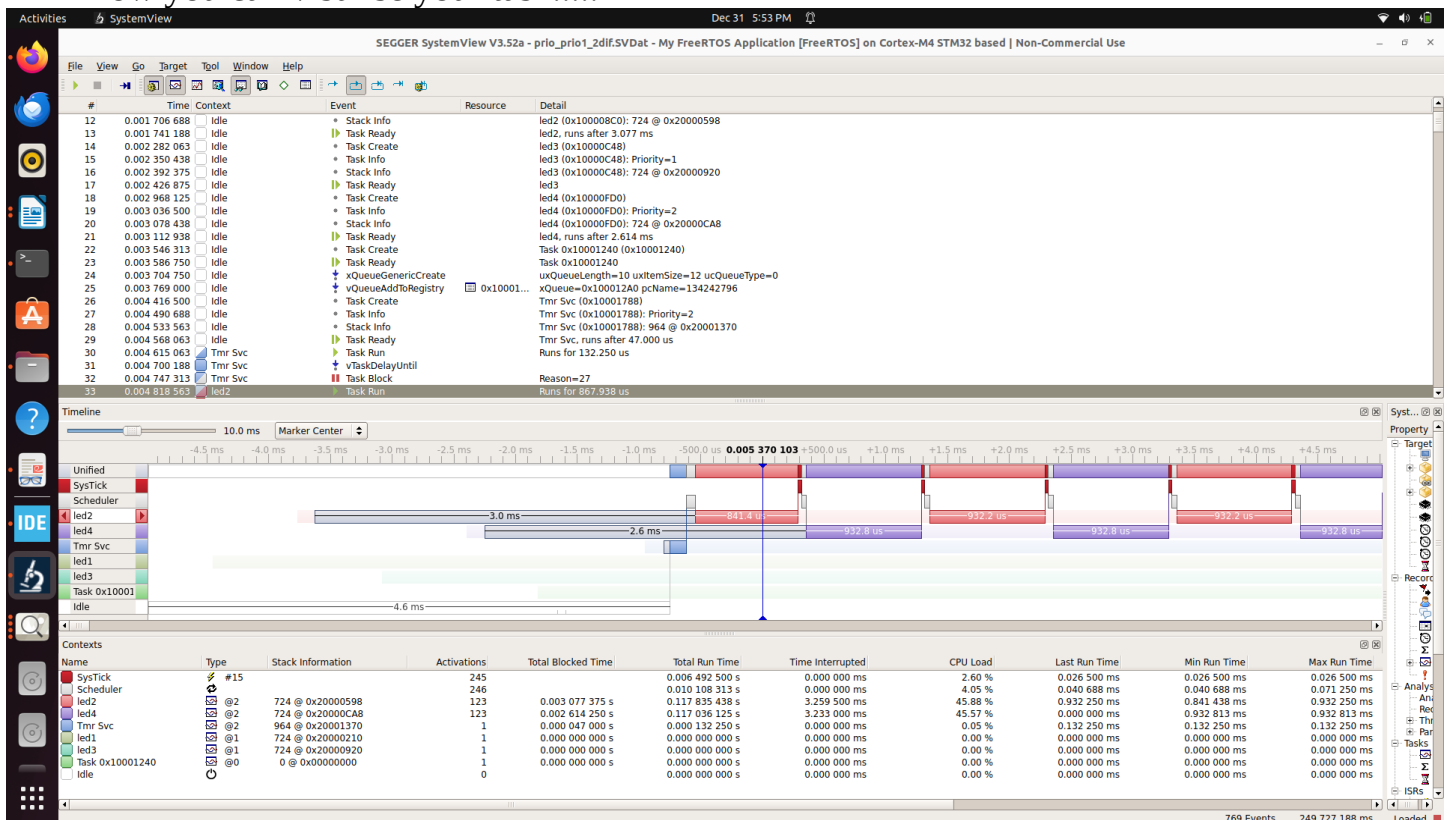 Activities SystemView Dec 31 5:53 PM
SEGGER SystemView V3.52a - prio_prio1_2dif.SVDat - My FreeRTOS Application [FreeRTOS] on Cortex-M4 STM32 based | Non-Commercial Use
File View Go Target Tool Window Help
# Time Context Event Resource Detail
12 0.001 706 688 Idle Stack Info led2 (0x100008C0): 724 @ 0x20000598
13 0.001 741 188 Idle Task Ready led2, runs after 3.077 ms
14 0.002 282 063 Idle Task Create led3 (0x10000C48)
15 0.002 350 438 Idle Task Info led3 (0x10000C48): Priority=1
16 0.002 392 375 Idle Stack Info led3 (0x10000C48): 724 @ 0x20000920
17 0.002 426 875 Idle Task Ready led3
18 0.002 968 125 Idle Task Create led4 (0x10000FD0)
19 0.003 036 500 Idle Task Info led4 (0x10000FD0): Priority=2
20 0.003 078 438 Idle Stack Info led4 (0x10000FD0): 724 @ 0x20000CA8
21 0.003 112 938 Idle Task Ready led4, runs after 2.614 ms
22 0.003 546 313 Idle Task Create Task 0x10001240 (0x10001240)
23 0.003 586 750 Idle Task Ready Task 0x10001240
24 0.003 704 750 Idle xQueueGenericCreate uxQueueLength=10 uxItemSize=12 ucQueueType=0
25 0.003 769 000 Idle vQueueAddToRegistry 0x10001... xQueue=0x100012A0 pcName=134242796
26 0.004 416 500 Idle Task Create Tmr Svc (0x10001788)
27 0.004 490 688 Idle Task Info Tmr Svc (0x10001788): Priority=2
28 0.004 533 563 Idle Stack Info Tmr Svc (0x10001788): 964 @ 0x20001370
29 0.004 568 063 Idle Task Ready Tmr Svc, runs after 47.000 us
30 0.004 615 063 Tmr Svc Task Run Runs for 132.250 us
31 0.004 700 188 Tmr Svc vTaskDelayUntil
32 0.004 747 313 Tmr Svc Task Block Reason=27
33 0.004 818 563 led2 Task Run Runs for 867.938 us
Timeline Syst...
10.0 ms Marker Center Property
-4.5 ms -4.0 ms -3.5 ms -3.0 ms -2.5 ms -2.0 ms -1.5 ms -1.0 ms -500.0 us 0.005 370 103 +500.0 us +1.0 ms +1.5 ms +2.0 ms +2.5 ms +3.0 ms +3.5 ms +4.0 ms +4.5 ms
Target
Unified
SysTick
Scheduler
led2 3.0 ms 841.4 us 932.2 us 932.2 us
led4 2.6 ms 932.8 us 932.8 us 932.8 us
Tmr Svc
led1
led3
Task 0x10001
Idle 4.6 ms
Record
Contexts
Name Type Stack Information Activations Total Blocked Time Total Run Time Time Interrupted CPU Load Last Run Time Min Run Time Max Run Time
SysTick #15 245 0.006 492 500 s 0.000 000 ms 2.60 % 0.026 500 ms 0.026 500 ms 0.026 500 ms
Scheduler 246 0.010 108 313 s 0.000 000 ms 4.05 % 0.040 688 ms 0.040 688 ms 0.071 250 ms
led2 @2 724 @ 0x20000598 123 0.003 077 375 s 0.117 835 438 s 3.259 500 ms 45.88 % 0.932 250 ms 0.841 438 ms 0.932 250 ms
led4 @2 724 @ 0x20000CA8 123 0.002 614 250 s 0.117 036 125 s 3.233 000 ms 45.57 % 0.000 000 ms 0.932 813 ms 0.932 813 ms
Tmr Svc @2 964 @ 0x20001370 1 0.000 047 000 s 0.000 132 250 s 0.000 000 ms 0.05 % 0.132 250 ms 0.132 250 ms 0.132 250 ms
led1 @1 724 @ 0x20000210 1 0.000 000 000 s 0.000 000 000 s 0.000 000 ms 0.00 % 0.000 000 ms 0.000 000 ms 0.000 000 ms
led3 @1 724 @ 0x20000920 1 0.000 000 000 s 0.000 000 000 s 0.000 000 ms 0.00 % 0.000 000 ms 0.000 000 ms 0.000 000 ms
Task 0x10001240 @0 0 @ 0x00000000 1 0.000 000 000 s 0.000 000 000 s 0.000 000 ms 0.00 % 0.000 000 ms 0.000 000 ms 0.000 000 ms
Idle 0 0.000 000 000 s 0.000 000 ms 0.00 % 0.000 000 ms 0.000 000 ms 0.000 000 ms
Analys
Ana
Rec
Thr
Par
Tasks
ISRs
IDE
769 Events 249.727 188 ms Loaded